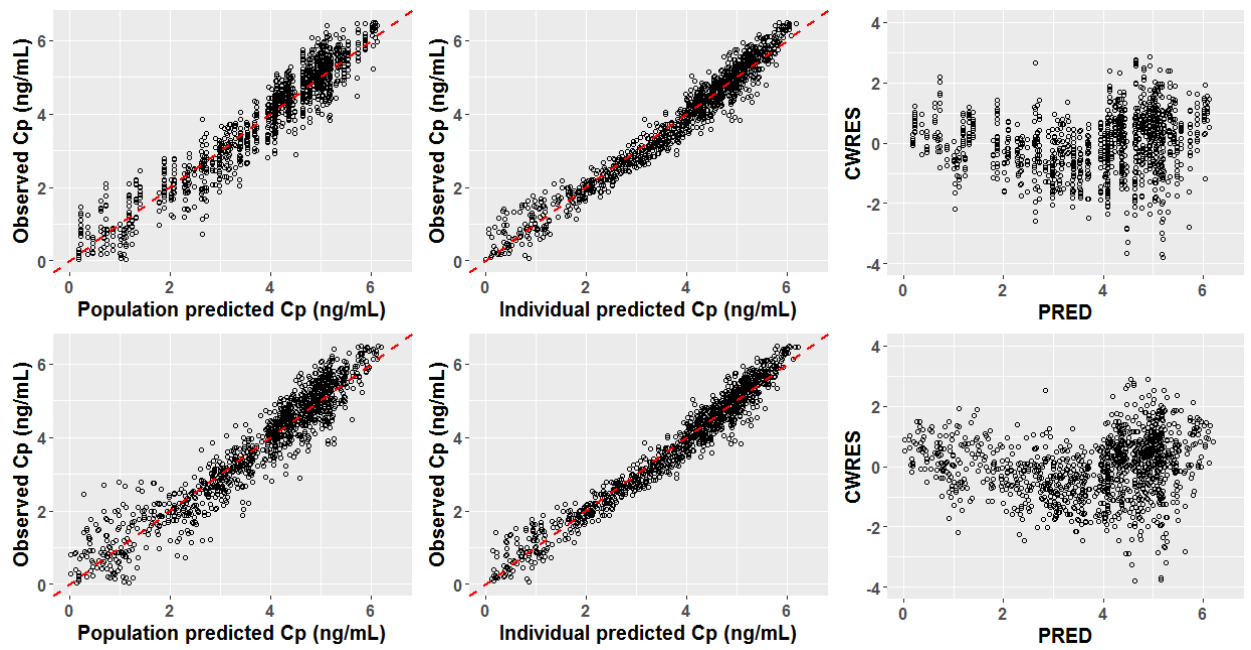 Observed Cp (ng/mL)
6
4
2
0
0 2 4 6
Population predicted Cp (ng/mL)
Observed Cp (ng/mL)
6
4
2
0
0 2 4 6
Individual predicted Cp (ng/mL)
CWRES
4
2
0
-2
-4
0 2 4 6
PRED
Observed Cp (ng/mL)
6
4
2
0
0 2 4 6
Population predicted Cp (ng/mL)
Observed Cp (ng/mL)
6
4
2
0
0 2 4 6
Individual predicted Cp (ng/mL)
CWRES
4
2
0
-2
-4
0 2 4 6
PRED